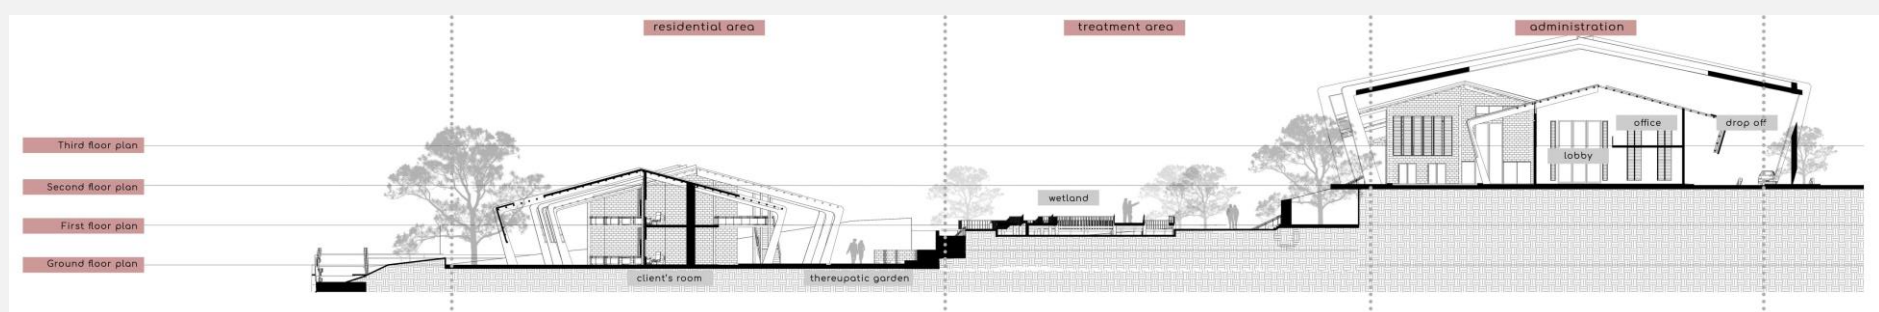 residential area
treatment area
administration
office
drop off
Third floor plan
lobby
Second floor plan
wetland
First floor plan
Ground floor plan
client's room
thereupatic garden